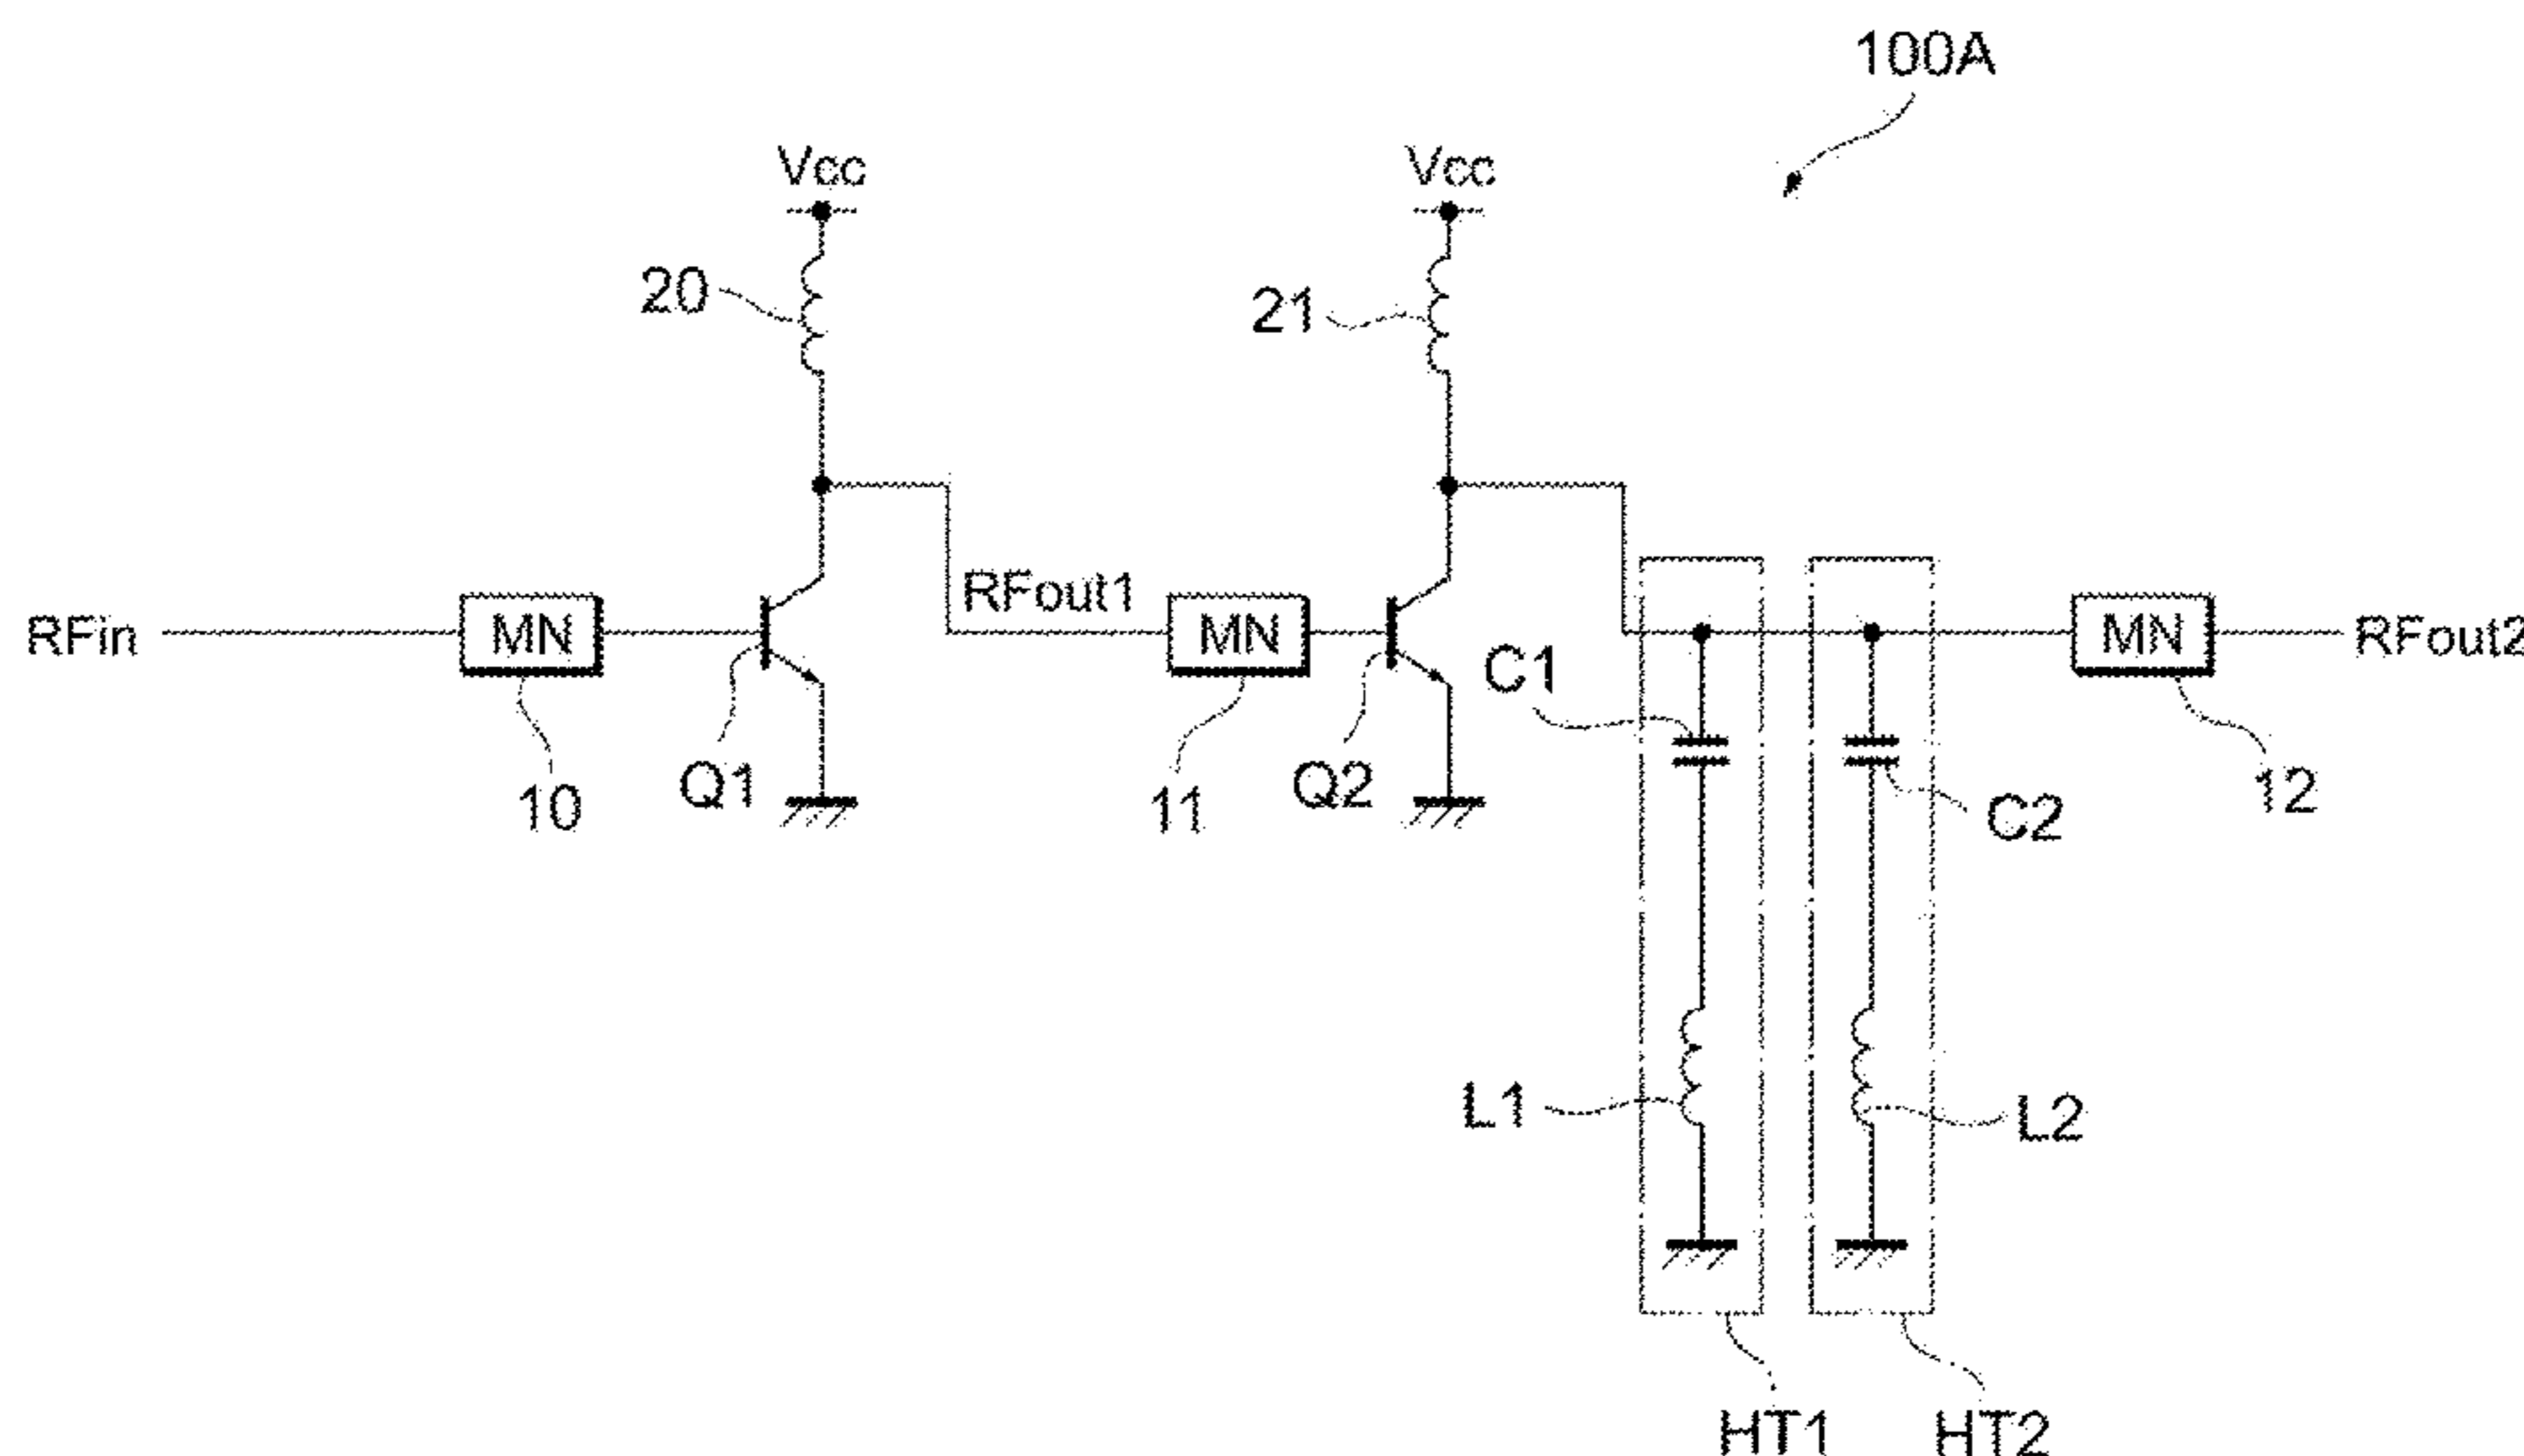 100A
Vcc
Vcc
20
21
RFin
MN
RFout1
MN
C1
MN
RFout2
10
Q1
11
Q2
C2
12
L1
L2
HT1
HT2